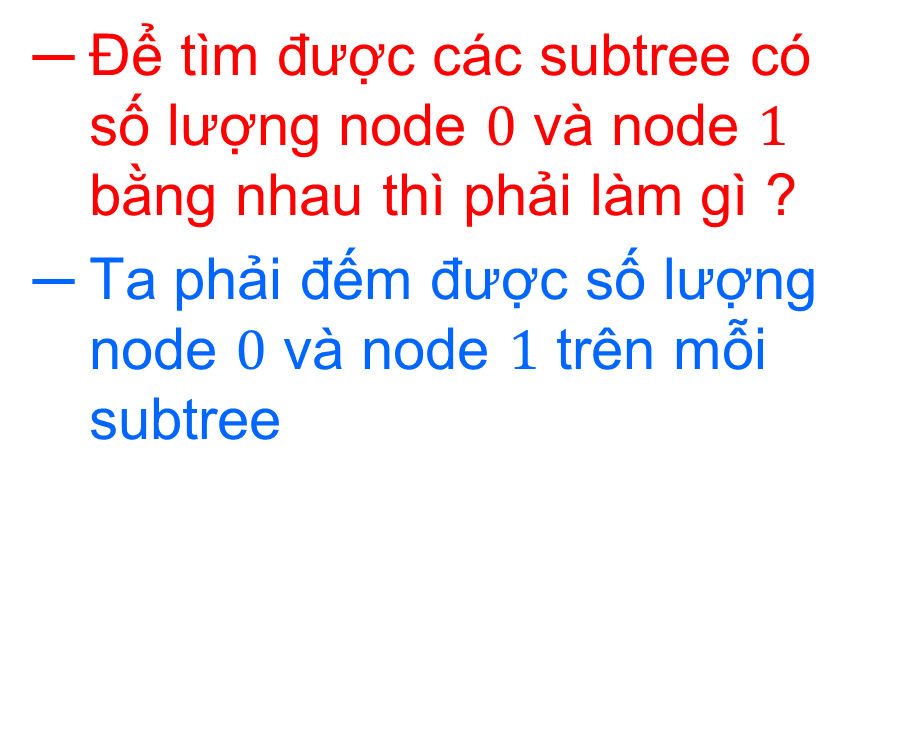 – Để tìm được các subtree có
số lượng node 0 và node 1
bằng nhau thì phải làm gì ?
– Ta phải đếm được số lượng
node 0 và node 1 trên mỗi
subtree